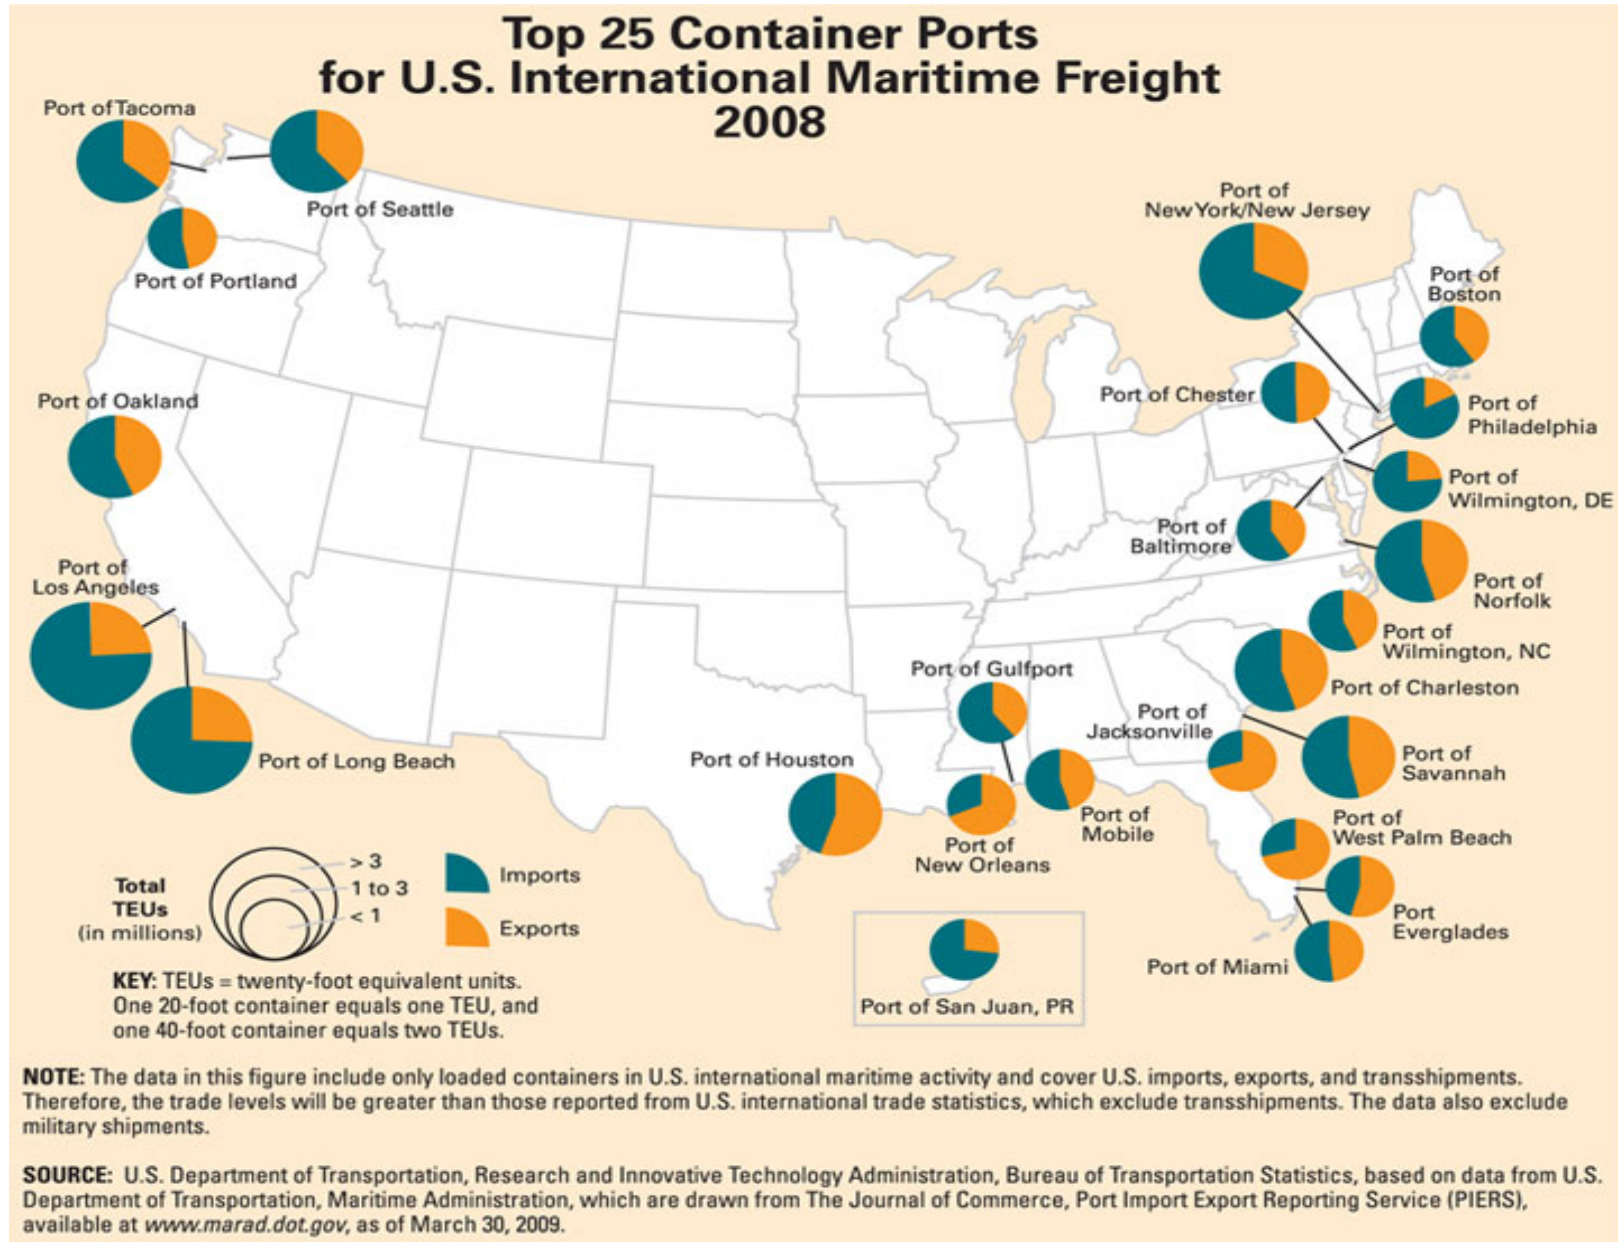 Top 25 Container Ports
for U.S. International Maritime Freight
2008
Port of Tacoma
Port of Seattle
Port of Portland
Port of
New York/New Jersey
Port of
Boston
Port of Chester
Port of
Philadelphia
Port of Oakland
Port of
Wilmington, DE
Port of
Baltimore
Port of
Los Angeles
Port of
Norfolk
Port of
Wilmington, NC
Port of Gulfport
Port of Charleston
Port of
Jacksonville
Port of Long Beach
Port of Houston
Port of
Savannah
Port of
Mobile
Port of
West Palm Beach
Port of
New Orleans
Port
Everglades
Port of Miami
Port of San Juan, PR
Total
TEUs
(in millions)
> 3
1 to 3
< 1
Imports
Exports
KEY: TEUs = twenty-foot equivalent units.
One 20-foot container equals one TEU, and
one 40-foot container equals two TEUs.
NOTE: The data in this figure include only loaded containers in U.S. international maritime activity and cover U.S. imports, exports, and transshipments.
Therefore, the trade levels will be greater than those reported from U.S. international trade statistics, which exclude transshipments. The data also exclude
military shipments.
SOURCE: U.S. Department of Transportation, Research and Innovative Technology Administration, Bureau of Transportation Statistics, based on data from U.S.
Department of Transportation, Maritime Administration, which are drawn from The Journal of Commerce, Port Import Export Reporting Service (PIERS),
available at www.marad.dot.gov, as of March 30, 2009.